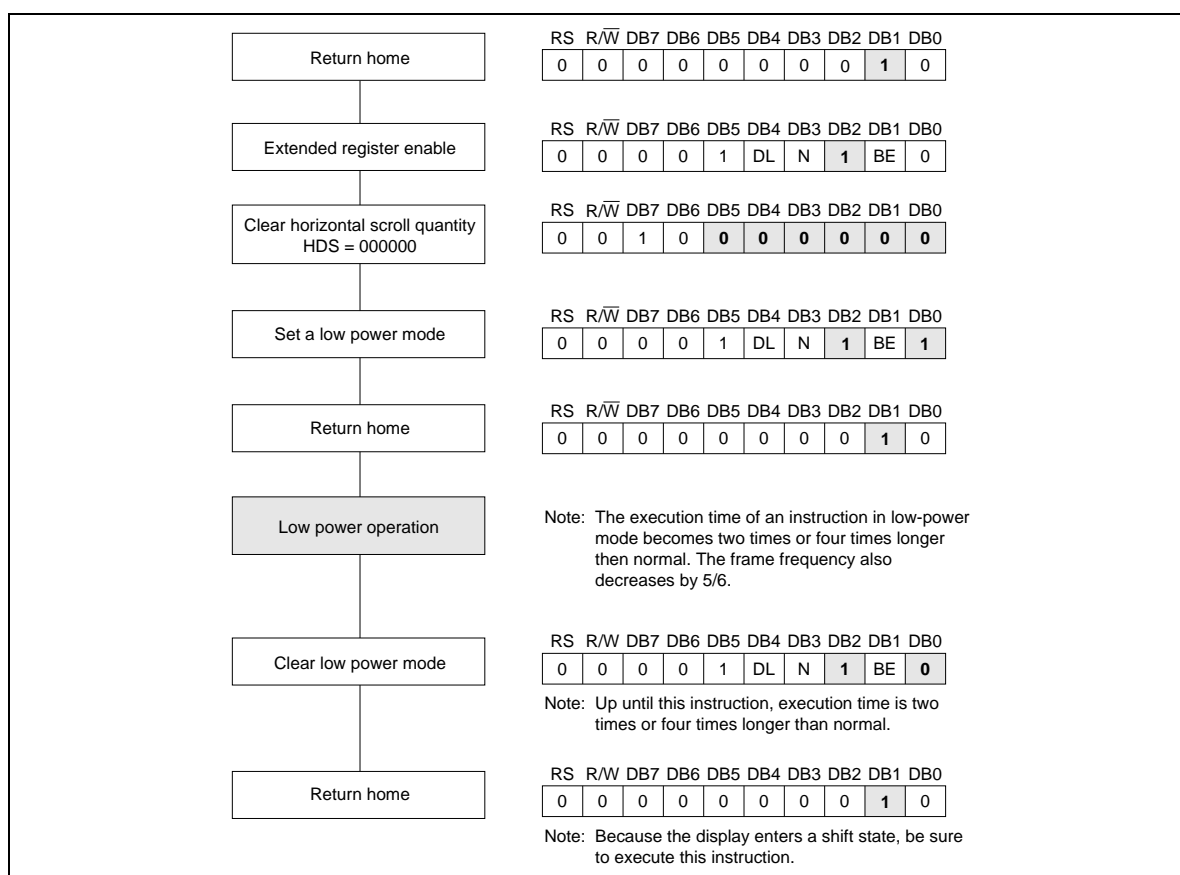 Return home
RS R/W̅ DB7 DB6 DB5 DB4 DB3 DB2 DB1 DB0
0 0 0 0 0 0 0 0 1 0
Extended register enable
RS R/W̅ DB7 DB6 DB5 DB4 DB3 DB2 DB1 DB0
0 0 0 0 1 DL N 1 BE 0
Clear horizontal scroll quantity
HDS = 000000
RS R/W̅ DB7 DB6 DB5 DB4 DB3 DB2 DB1 DB0
0 0 1 0 0 0 0 0 0 0
Set a low power mode
RS R/W̅ DB7 DB6 DB5 DB4 DB3 DB2 DB1 DB0
0 0 0 0 1 DL N 1 BE 1
Return home
RS R/W̅ DB7 DB6 DB5 DB4 DB3 DB2 DB1 DB0
0 0 0 0 0 0 0 0 1 0
Low power operation
Note: The execution time of an instruction in low-power
mode becomes two times or four times longer
then normal. The frame frequency also
decreases by 5/6.
Clear low power mode
RS R/W DB7 DB6 DB5 DB4 DB3 DB2 DB1 DB0
0 0 0 0 1 DL N 1 BE 0
Note: Up until this instruction, execution time is two
times or four times longer than normal.
Return home
RS R/W DB7 DB6 DB5 DB4 DB3 DB2 DB1 DB0
0 0 0 0 0 0 0 0 1 0
Note: Because the display enters a shift state, be sure
to execute this instruction.